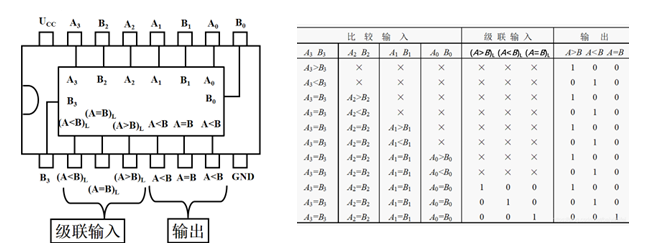 UCC A3 B2 A2 A1 B1 A0 B0
A3 B2 A2 A1 B1 A0
B3 B0
(A=B)L
(A<B)L (A>B)L A<B A=B A<B
B3 (A<B)L (A>B)L A<B A=B A<B GND
(A=B)L
级联输入 输出
比 较 输 入 级 联 输 入 输 出
A3 B3 A2 B2 A1 B1 A0 B0 (A>B)L (A<B)L (A=B)L A>B A<B A=B
A3>B3 × × × × × × 1 0 0
A3<B3 × × × × × × 0 1 0
A3=B3 A2>B2 × × × × × 1 0 0
A3=B3 A2<B2 × × × × × 0 1 0
A3=B3 A2=B2 A1>B1 × × × × 1 0 0
A3=B3 A2=B2 A1<B1 × × × × 0 1 0
A3=B3 A2=B2 A1=B1 A0>B0 × × × 1 0 0
A3=B3 A2=B2 A1=B1 A0<B0 × × × 0 1 0
A3=B3 A2=B2 A1=B1 A0=B0 1 0 0 1 0 0
A3=B3 A2=B2 A1=B1 A0=B0 0 1 0 0 1 0
A3=B3 A2=B2 A1=B1 A0=B0 0 0 1 0 0 1